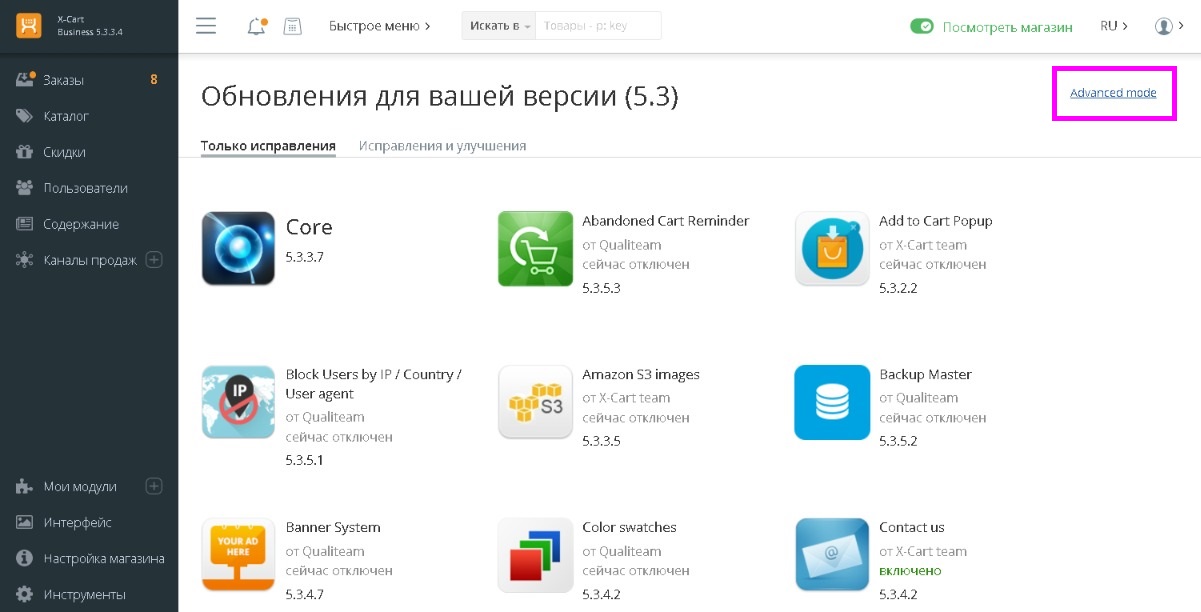 X-Cart
Business 5.3.3.4
Быстрое меню
Искать в
Товары - p: key
Посмотреть магазин
RU
Заказы 8
Каталог
Скидки
Пользователи
Содержание
Каналы продаж
Мои модули
Интерфейс
Настройка магазина
Инструменты
Обновления для вашей версии (5.3)
Advanced mode
Только исправления
Исправления и улучшения
Core
5.3.3.7
Abandoned Cart Reminder
от Qualiteam
сейчас отключен
5.3.5.3
Add to Cart Popup
от X-Cart team
сейчас отключен
5.3.2.2
IP
Block Users by IP / Country /
User agent
от Qualiteam
сейчас отключен
5.3.5.1
S3
Amazon S3 images
от X-Cart team
сейчас отключен
5.3.3.5
Backup Master
от Qualiteam
сейчас отключен
5.3.5.2
YOUR AD
HERE
Banner System
от Qualiteam
сейчас отключен
5.3.4.7
Color swatches
от Qualiteam
сейчас отключен
5.3.4.2
@
Contact us
от X-Cart team
включено
5.3.4.2